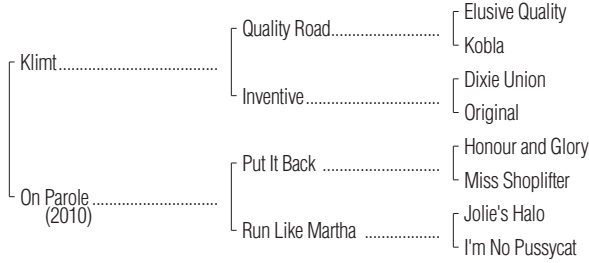 Elusive Quality
Quality Road
Kobla
Klimt
Dixie Union
Inventive
Original
Honour and Glory
Put It Back
Miss Shoplifter
On Parole
(2010)
Jolie's Halo
Run Like Martha
I'm No Pussycat